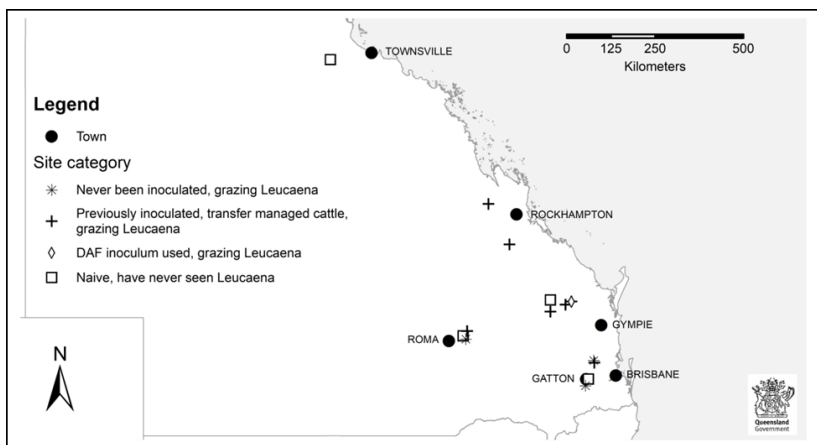 TOWNSVILLE
0 125 250 500
Kilometers
Legend
Town
Site category
Never been inoculated, grazing Leucaena
Previously inoculated, transfer managed cattle,
grazing Leucaena
DAF inoculum used, grazing Leucaena
Naive, have never seen Leucaena
ROCKHAMPTON
GYMPIE
ROMA
N
GATTON
BRISBANE
Queensland
Government